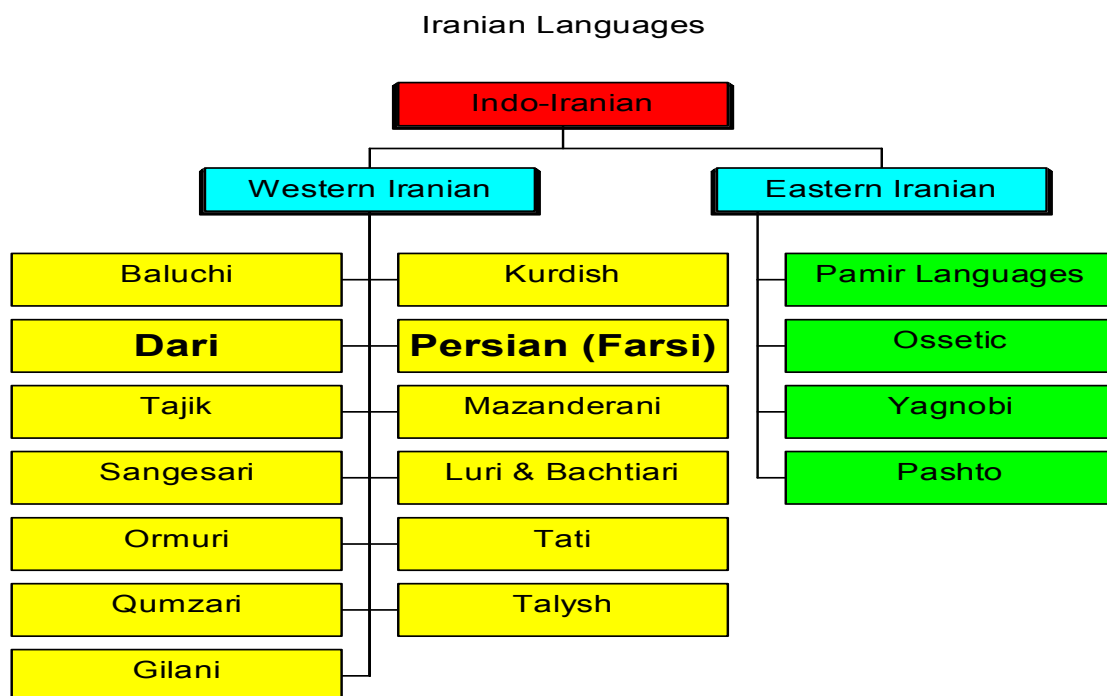 Iranian Languages
Indo-Iranian
Western Iranian
Eastern Iranian
Baluchi
Kurdish
Pamir Languages
Dari
Persian (Farsi)
Ossetic
Tajik
Mazanderani
Yagnobi
Sangesari
Luri & Bachtiari
Pashto
Ormuri
Tati
Qumzari
Talysh
Gilani